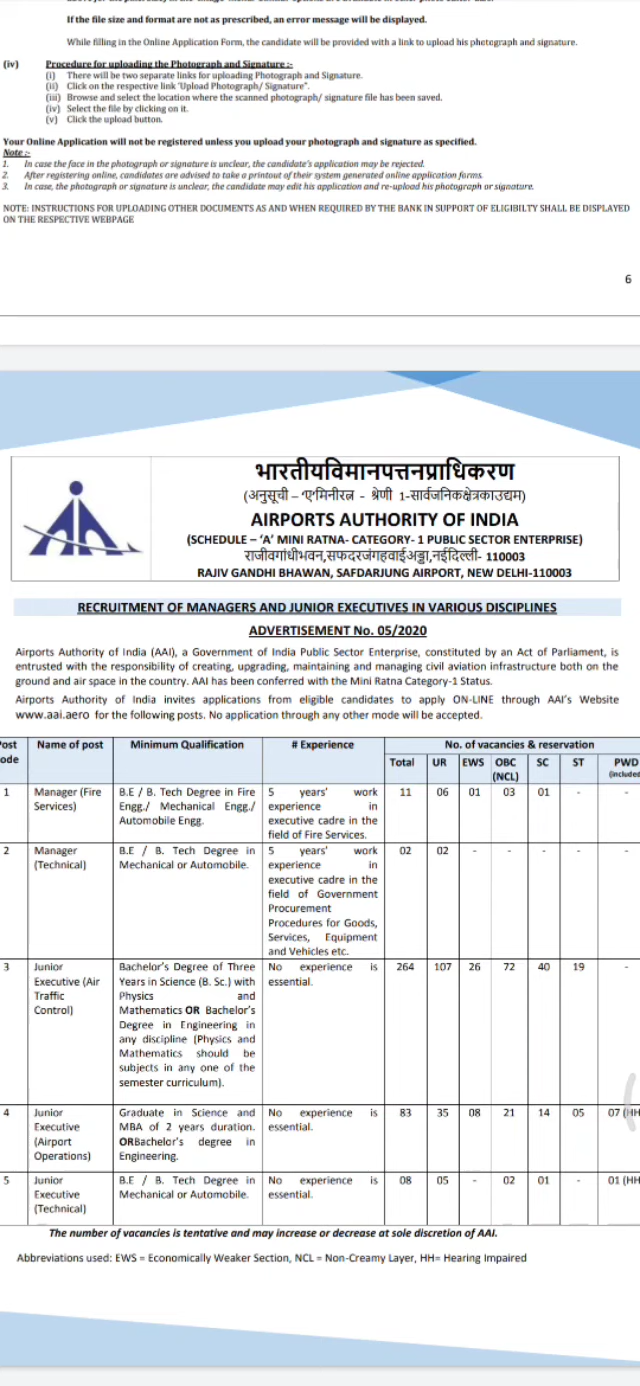 If the file size and format are not as prescribed, an error message will be displayed.
While filling in the Online Application Form, the candidate will be provided with a link to upload his photograph and signature.
(iv) Procedure for uploading the Photograph and Signature :-
(i) There will be two separate links for uploading Photograph and Signature.
(ii) Click on the respective link "Upload Photograph/ Signature".
(iii) Browse and select the location where the scanned photograph/ signature file has been saved.
(iv) Select the file by clicking on it.
(v) Click the upload button.
Your Online Application will not be registered unless you upload your photograph and signature as specified.
Note :-
1. In case the face in the photograph or signature is unclear, the candidate's application may be rejected.
2. After registering online, candidates are advised to take a printout of their system generated online application forms.
3. In case, the photograph or signature is unclear, the candidate may edit his application and re-upload his photograph or signature.
NOTE: INSTRUCTIONS FOR UPLOADING OTHER DOCUMENTS AS AND WHEN REQUIRED BY THE BANK IN SUPPORT OF ELIGIBILTY SHALL BE DISPLAYED
ON THE RESPECTIVE WEBPAGE
6
भारतीयविमानपत्तनप्राधिकरण
(अनुसूची – 'ए'मिनीरत्न - श्रेणी 1-सार्वजनिकक्षेत्रकाउद्यम)
AIRPORTS AUTHORITY OF INDIA
(SCHEDULE – 'A' MINI RATNA- CATEGORY- 1 PUBLIC SECTOR ENTERPRISE)
राजीवगांधीभवन,सफदरजंगहवाईअड्डा,नईदिल्ली- 110003
RAJIV GANDHI BHAWAN, SAFDARJUNG AIRPORT, NEW DELHI-110003
RECRUITMENT OF MANAGERS AND JUNIOR EXECUTIVES IN VARIOUS DISCIPLINES
ADVERTISEMENT No. 05/2020
Airports Authority of India (AAI), a Government of India Public Sector Enterprise, constituted by an Act of Parliament, is
entrusted with the responsibility of creating, upgrading, maintaining and managing civil aviation infrastructure both on the
ground and air space in the country. AAI has been conferred with the Mini Ratna Category-1 Status.
Airports Authority of India invites applications from eligible candidates to apply ON-LINE through AAI's Website
www.aai.aero for the following posts. No application through any other mode will be accepted.
Post Name of post Minimum Qualification # Experience No. of vacancies & reservation
ode Total UR EWS OBC SC ST PWD
(NCL) (included
1 Manager (Fire B.E / B. Tech Degree in Fire 5 years' work 11 06 01 03 01 - -
Services) Engg./ Mechanical Engg./ experience in
Automobile Engg. executive cadre in the
field of Fire Services.
2 Manager B.E / B. Tech Degree in 5 years' work 02 02 - - - - -
(Technical) Mechanical or Automobile. experience in
executive cadre in the
field of Government
Procurement
Procedures for Goods,
Services, Equipment
and Vehicles etc.
3 Junior Bachelor's Degree of Three No experience is 264 107 26 72 40 19 -
Executive (Air Years in Science (B. Sc.) with essential.
Traffic Physics and
Control) Mathematics OR Bachelor's
Degree in Engineering in
any discipline (Physics and
Mathematics should be
subjects in any one of the
semester curriculum).
4 Junior Graduate in Science and No experience is 83 35 08 21 14 05 07 (HH
Executive MBA of 2 years duration. essential.
(Airport ORBachelor's degree in
Operations) Engineering.
5 Junior B.E / B. Tech Degree in No experience is 08 05 - 02 01 - 01 (HH
Executive Mechanical or Automobile. essential.
(Technical)
The number of vacancies is tentative and may increase or decrease at sole discretion of AAI.
Abbreviations used: EWS = Economically Weaker Section, NCL = Non-Creamy Layer, HH= Hearing Impaired